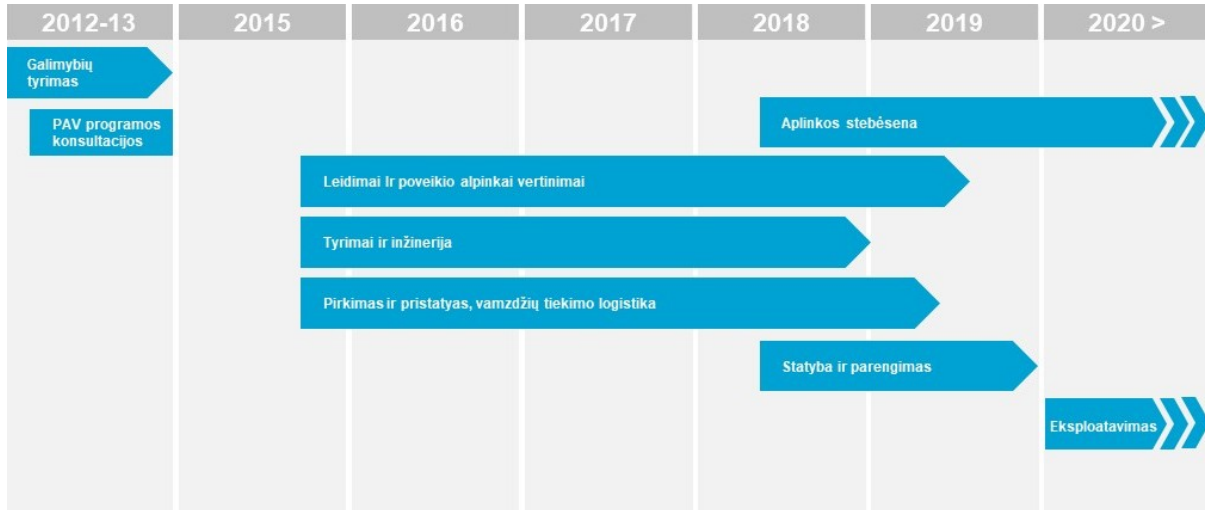 2012-13 2015 2016 2017 2018 2019 2020 >
Galimybių
tyrimas
PAV programos
konsultacijos
Aplinkos stebėsena
Leidimai Ir poveikio alpinkai vertinimai
Tyrimai ir inžinerija
Pirkimas ir pristatyas, vamzdžių tiekimo logistika
Statyba ir parengimas
Eksploatavimas